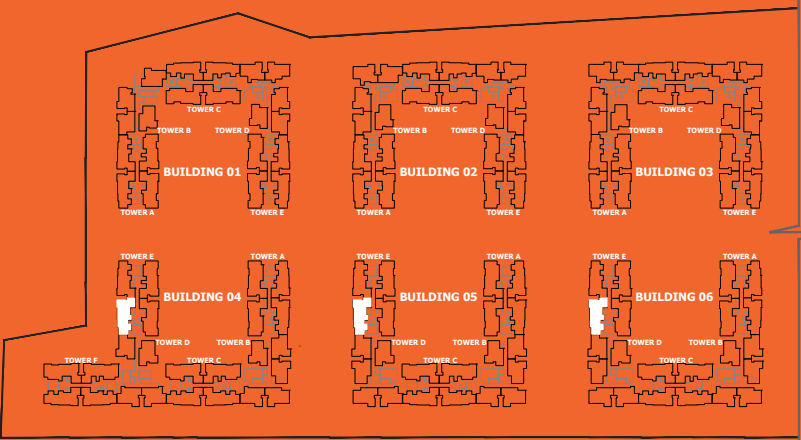 TOWER C TOWER C TOWER C
TOWER B TOWER D TOWER B TOWER D TOWER B TOWER D
BUILDING 01 BUILDING 02 BUILDING 03
TOWER A TOWER E TOWER A TOWER E TOWER A TOWER E
TOWER E TOWER A TOWER E TOWER A TOWER E TOWER A
BUILDING 04 BUILDING 05 BUILDING 06
TOWER D TOWER B TOWER D TOWER B TOWER D TOWER B
TOWER F TOWER C TOWER C TOWER C